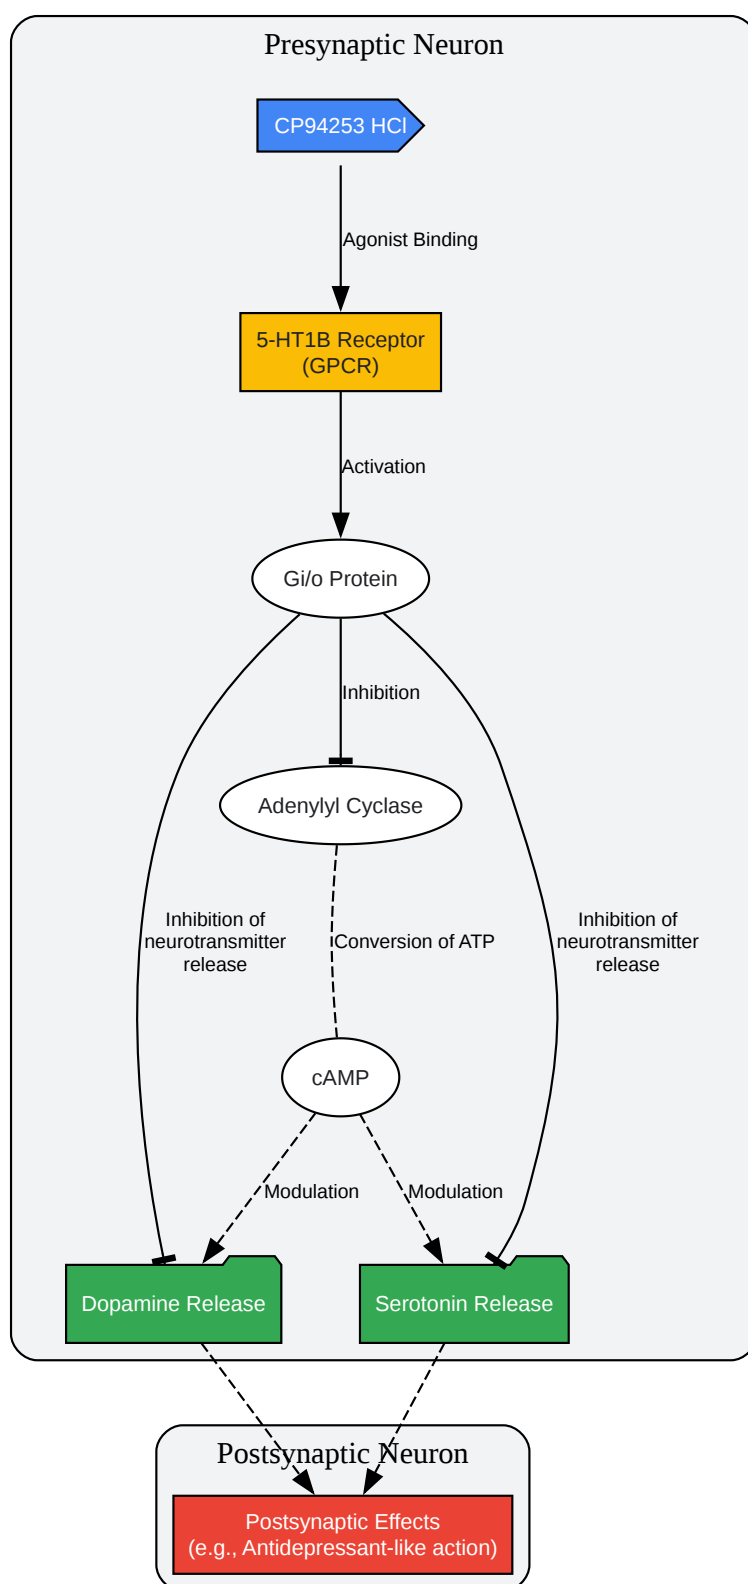 Presynaptic Neuron
CP94253 HCl
Agonist Binding
5-HT1B Receptor
(GPCR)
Activation
Gi/o Protein
Inhibition
Adenylyl Cyclase
Inhibition of
neurotransmitter
release
Conversion of ATP
Inhibition of
neurotransmitter
release
cAMP
Modulation
Modulation
Dopamine Release
Serotonin Release
Postsynaptic Neuron
Postsynaptic Effects
(e.g., Antidepressant-like action)